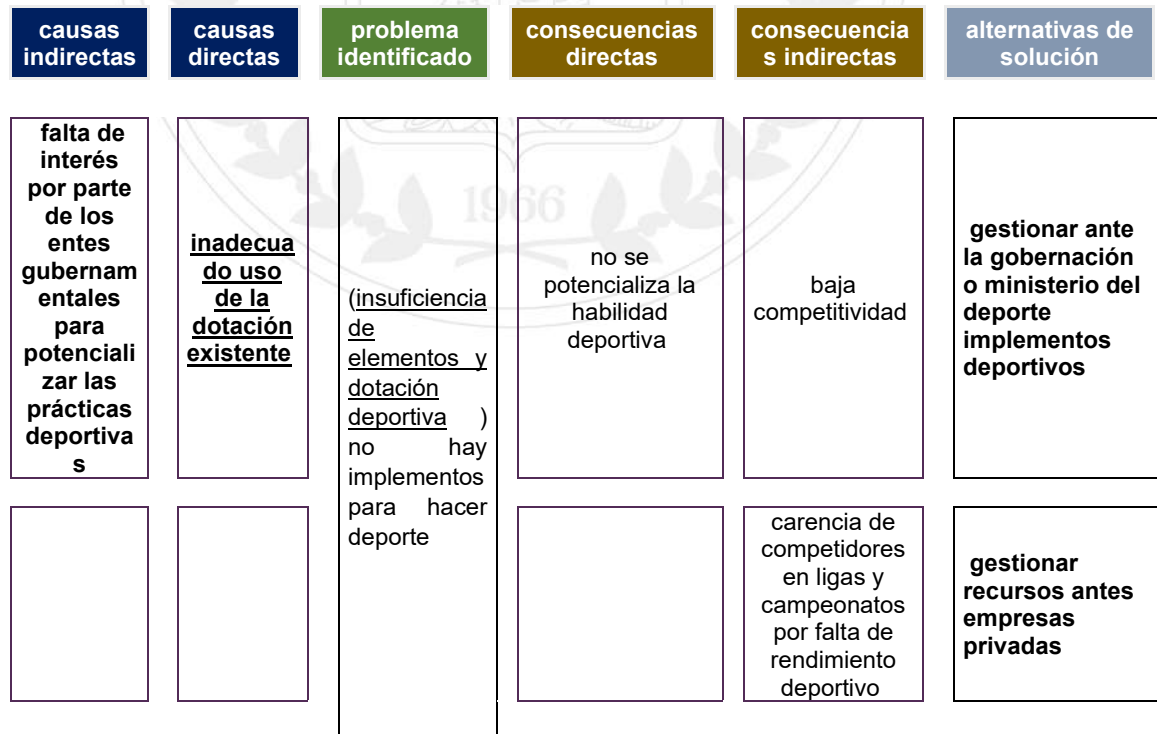 causas
indirectas
causas
directas
problema
identificado
consecuencias
directas
consecuencia
s indirectas
alternativas de
solución
falta de
interés
por parte
de los
entes
gubernam
entales
para
potenciali
zar las
prácticas
deportiva
s
inadecua
do uso
de la
dotación
existente
(insuficiencia
de
elementos y
dotación
deportiva )
no hay
implementos
para hacer
deporte
no se
potencializa la
habilidad
deportiva
baja
competitividad
gestionar ante
la gobernación
o ministerio del
deporte
implementos
deportivos
carencia de
competidores
en ligas y
campeonatos
por falta de
rendimiento
deportivo
gestionar
recursos antes
empresas
privadas
1966